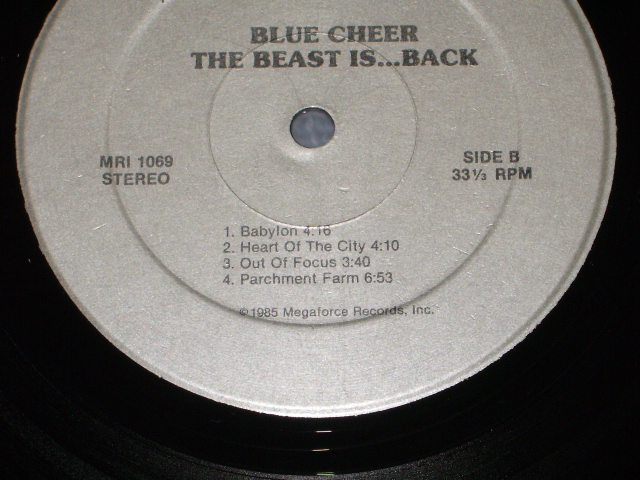 BLUE CHEER
THE BEAST IS...BACK
MRI 1069
STEREO
SIDE B
33⅓ RPM
1. Babylon 4:16
2. Heart Of The City 4:10
3. Out Of Focus 3:40
4. Parchment Farm 6:53
©1985 Megaforce Records, Inc.